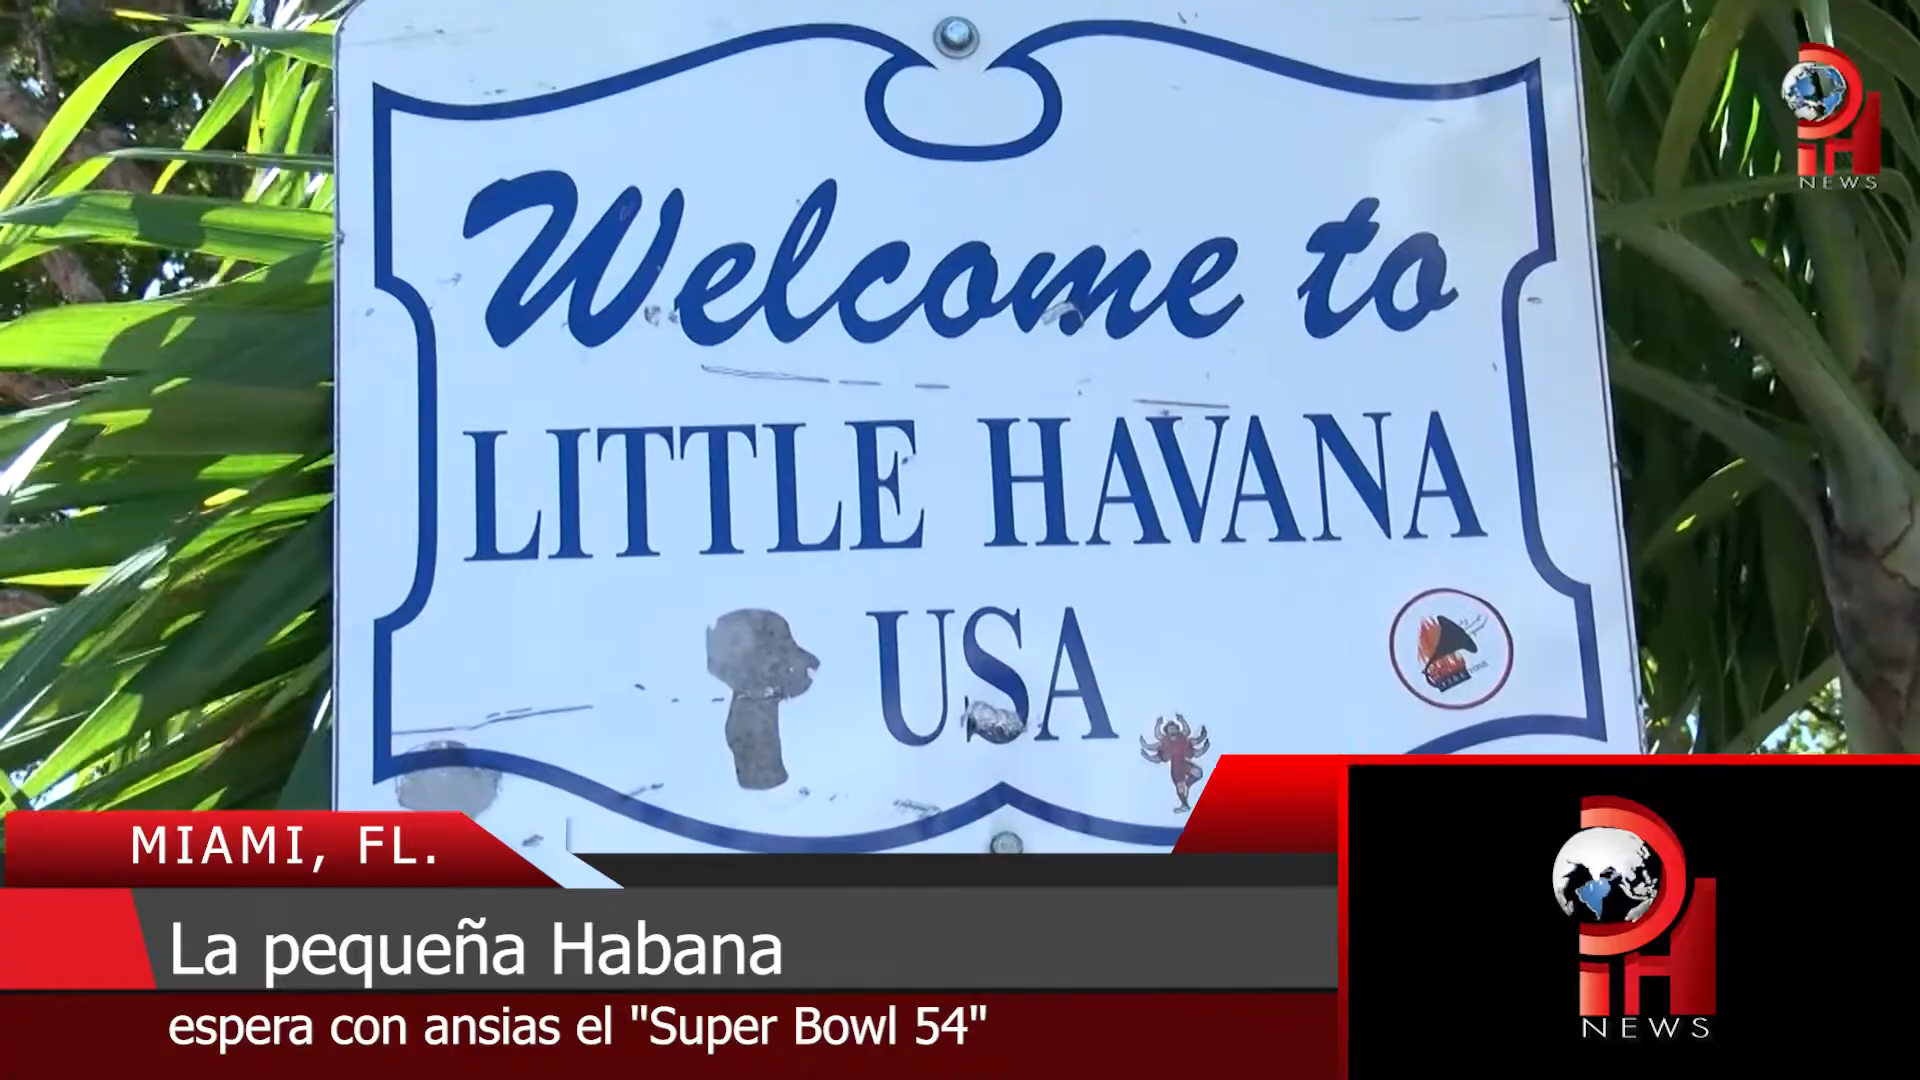 Welcome to
LITTLE HAVANA
USA
NEWS
MIAMI, FL.
La pequeña Habana
espera con ansias el "Super Bowl 54"
NEWS